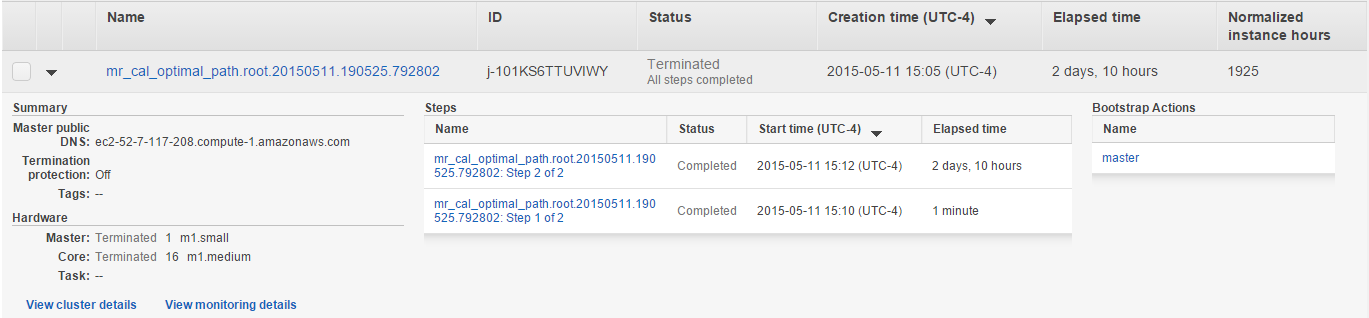 Name ID Status Creation time (UTC-4) Elapsed time Normalized
instance hours
mr_cal_optimal_path.root.20150511.190525.792802 j-101KS6TTUVIWY Terminated 2015-05-11 15:05 (UTC-4) 2 days, 10 hours 1925
All steps completed
Summary
Master public
DNS: ec2-52-7-117-208.compute-1.amazonaws.com
Termination
protection: Off
Tags: --
Hardware
Master: Terminated 1 m1.small
Core: Terminated 16 m1.medium
Task: --
View cluster details View monitoring details
Steps
Name Status Start time (UTC-4) Elapsed time
mr_cal_optimal_path.root.20150511.190 Completed 2015-05-11 15:12 (UTC-4) 2 days, 10 hours
525.792802: Step 2 of 2
mr_cal_optimal_path.root.20150511.190 Completed 2015-05-11 15:10 (UTC-4) 1 minute
525.792802: Step 1 of 2
Bootstrap Actions
Name
master